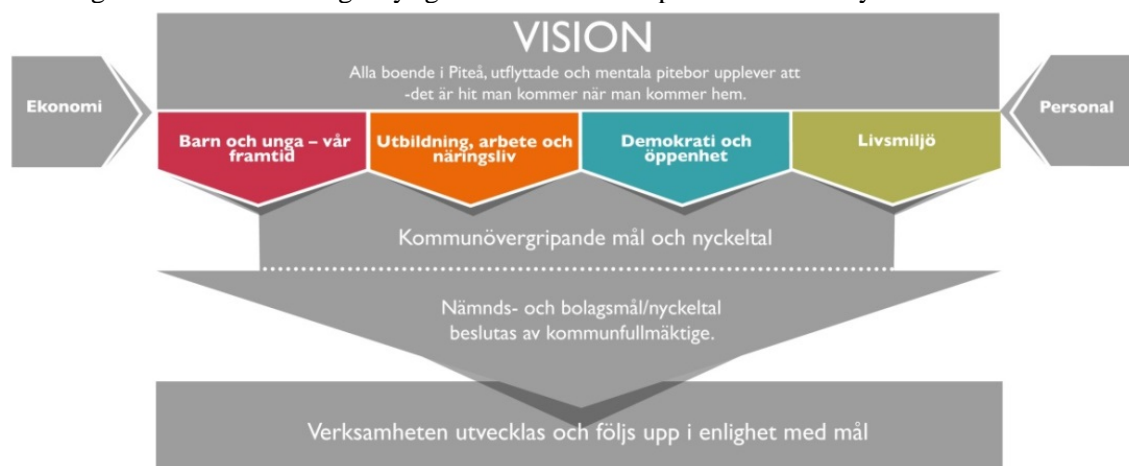 VISION
Alla boende i Piteå, utflyttade och mentala pitebor upplever att
-det är hit man kommer när man kommer hem.
Ekonomi
Personal
Barn och unga – vår
framtid
Utbildning, arbete och
näringsliv
Demokrati och
öppenhet
Livsmiljö
Kommunövergripande mål och nyckeltal
Nämnds- och bolagsmål/nyckeltal
beslutas av kommunfullmäktige.
Verksamheten utvecklas och följs upp i enlighet med mål